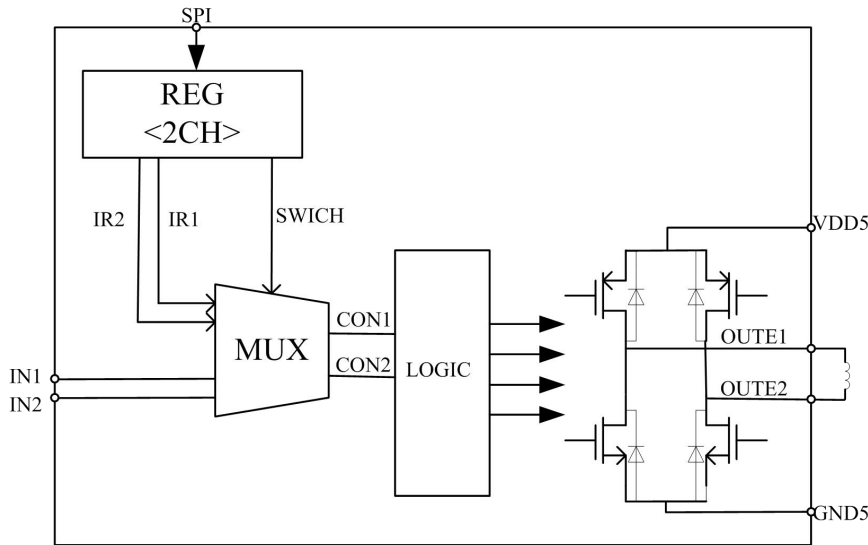 SPI
REG
<2CH>
IR2
IR1
SWICH
VDD5
CON1
MUX
CON2
LOGIC
OUTE1
IN1
IN2
OUTE2
GND5